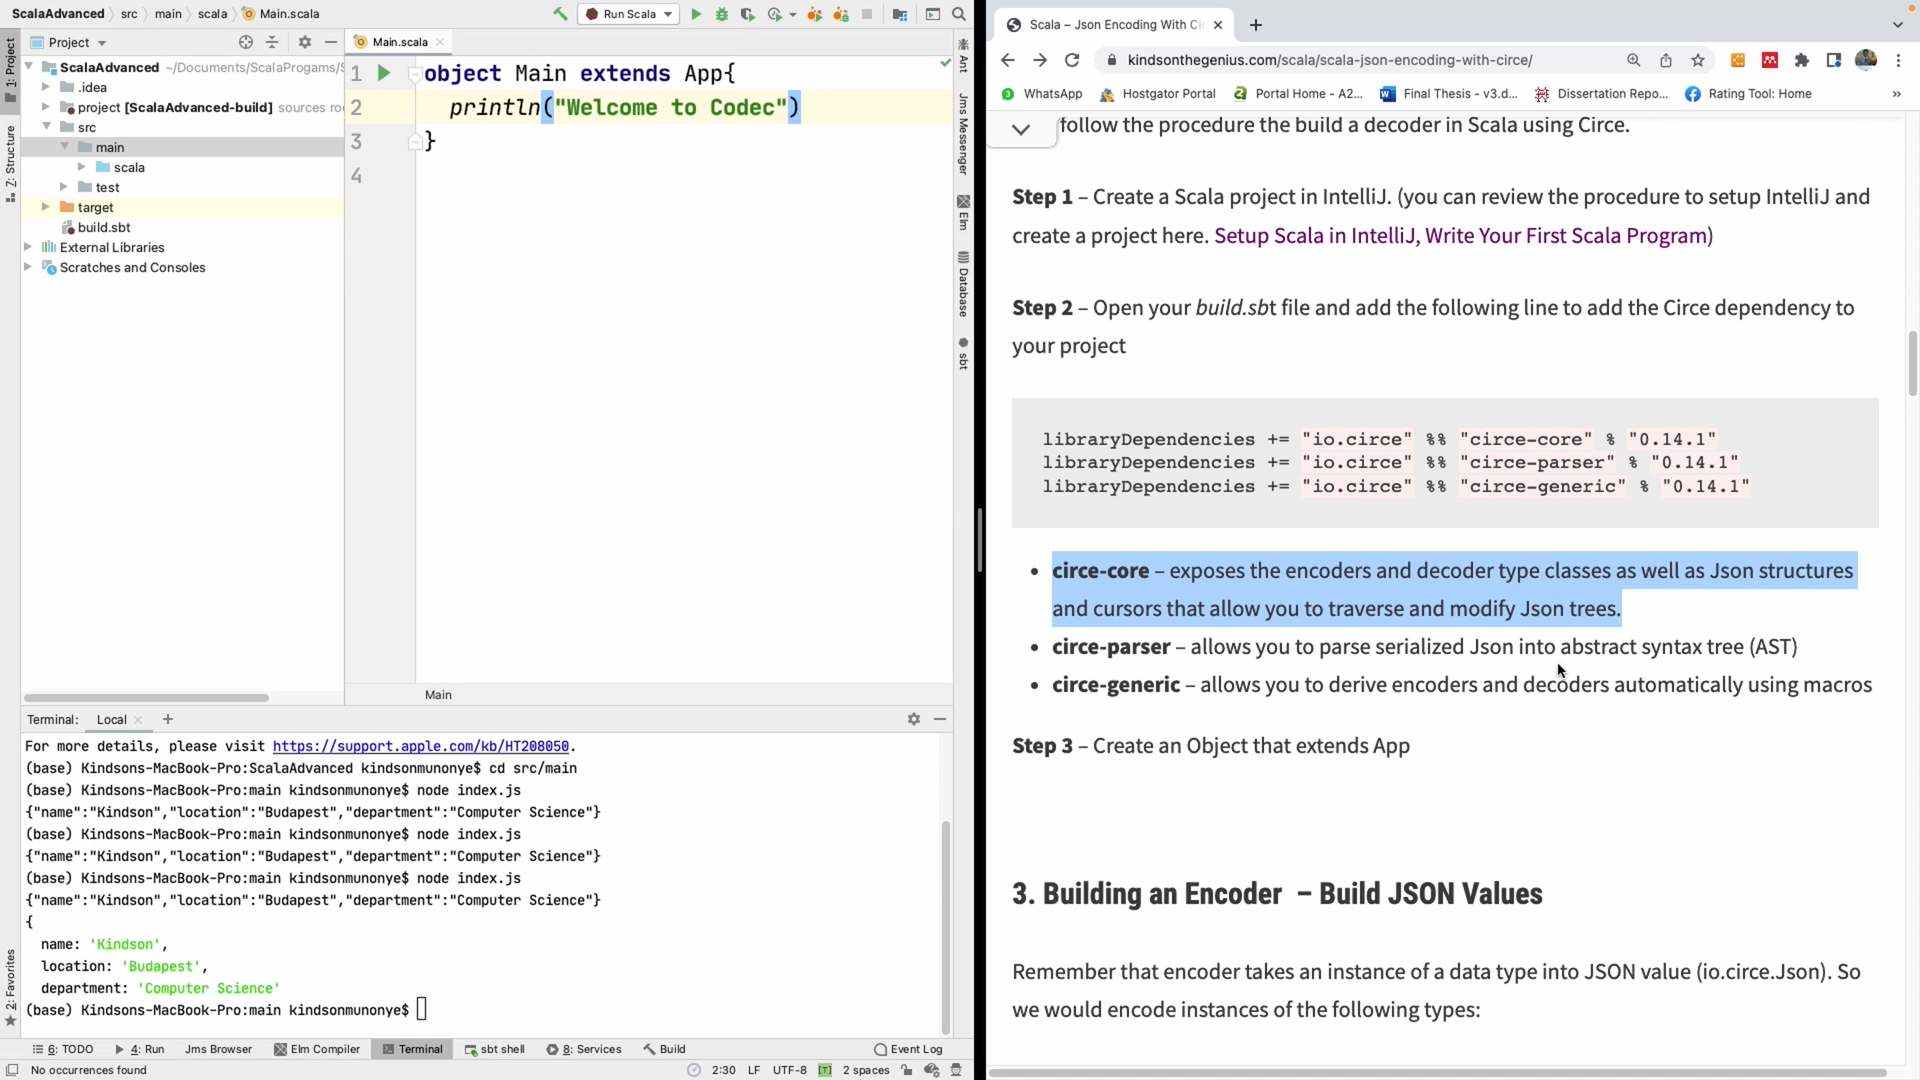 ScalaAdvanced src main scala Main.scala
Run Scala
Project
Main.scala
1: Project
Z: Structure
2: Favorites
ScalaAdvanced ~/Documents/ScalaProgams/S
.idea
project [ScalaAdvanced-build] sources ro
src
main
scala
test
target
build.sbt
External Libraries
Scratches and Consoles
1 object Main extends App{
2 println("Welcome to Codec")
3 }
4
Main
Ant
Jms Messenger
Elm
Database
sbt
Terminal: Local
For more details, please visit https://support.apple.com/kb/HT208050.
(base) Kindsons-MacBook-Pro:ScalaAdvanced kindsonmunonye$ cd src/main
(base) Kindsons-MacBook-Pro:main kindsonmunonye$ node index.js
{"name":"Kindson","location":"Budapest","department":"Computer Science"}
(base) Kindsons-MacBook-Pro:main kindsonmunonye$ node index.js
{"name":"Kindson","location":"Budapest","department":"Computer Science"}
(base) Kindsons-MacBook-Pro:main kindsonmunonye$ node index.js
{"name":"Kindson","location":"Budapest","department":"Computer Science"}
{
name: 'Kindson',
location: 'Budapest',
department: 'Computer Science'
(base) Kindsons-MacBook-Pro:main kindsonmunonye$
6: TODO 4: Run Jms Browser Elm Compiler Terminal sbt shell 8: Services Build Event Log
No occurrences found 2:30 LF UTF-8 2 spaces
Scala – Json Encoding With Cir
kindsonthegenius.com/scala/scala-json-encoding-with-circe/
WhatsApp Hostgator Portal Portal Home - A2... Final Thesis - v3.d... Dissertation Repo... Rating Tool: Home »
follow the procedure the build a decoder in Scala using Circe.
Step 1 – Create a Scala project in IntelliJ. (you can review the procedure to setup IntelliJ and
create a project here. Setup Scala in IntelliJ, Write Your First Scala Program)
Step 2 – Open your build.sbt file and add the following line to add the Circe dependency to
your project
libraryDependencies += "io.circe" %% "circe-core" % "0.14.1"
libraryDependencies += "io.circe" %% "circe-parser" % "0.14.1"
libraryDependencies += "io.circe" %% "circe-generic" % "0.14.1"
• circe-core – exposes the encoders and decoder type classes as well as Json structures
and cursors that allow you to traverse and modify Json trees.
• circe-parser – allows you to parse serialized Json into abstract syntax tree (AST)
• circe-generic – allows you to derive encoders and decoders automatically using macros
Step 3 – Create an Object that extends App
3. Building an Encoder – Build JSON Values
Remember that encoder takes an instance of a data type into JSON value (io.circe.Json). So
we would encode instances of the following types: